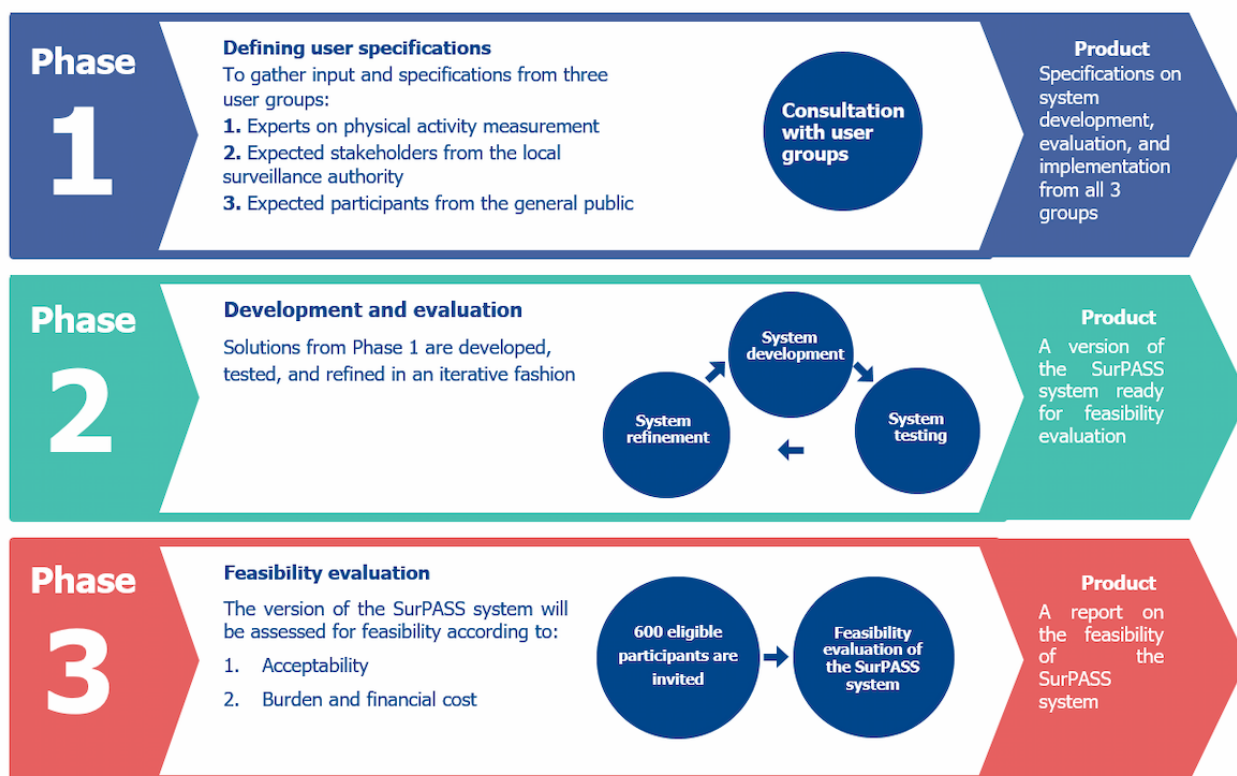 Phase
1
Defining user specifications
To gather input and specifications from three
user groups:
1. Experts on physical activity measurement
2. Expected stakeholders from the local
surveillance authority
3. Expected participants from the general public
Consultation
with user
groups
Product
Specifications on
system
development,
evaluation, and
implementation
from all 3
groups
Phase
2
Development and evaluation
Solutions from Phase 1 are developed,
tested, and refined in an iterative fashion
System
development
System
refinement
System
testing
Product
A version of
the SurPASS
system ready
for feasibility
evaluation
Phase
3
Feasibility evaluation
The version of the SurPASS system will
be assessed for feasibility according to:
1. Acceptability
2. Burden and financial cost
600 eligible
participants are
invited
Feasibility
evaluation of
the SurPASS
system
Product
A report on
the feasibility
of the
SurPASS
system